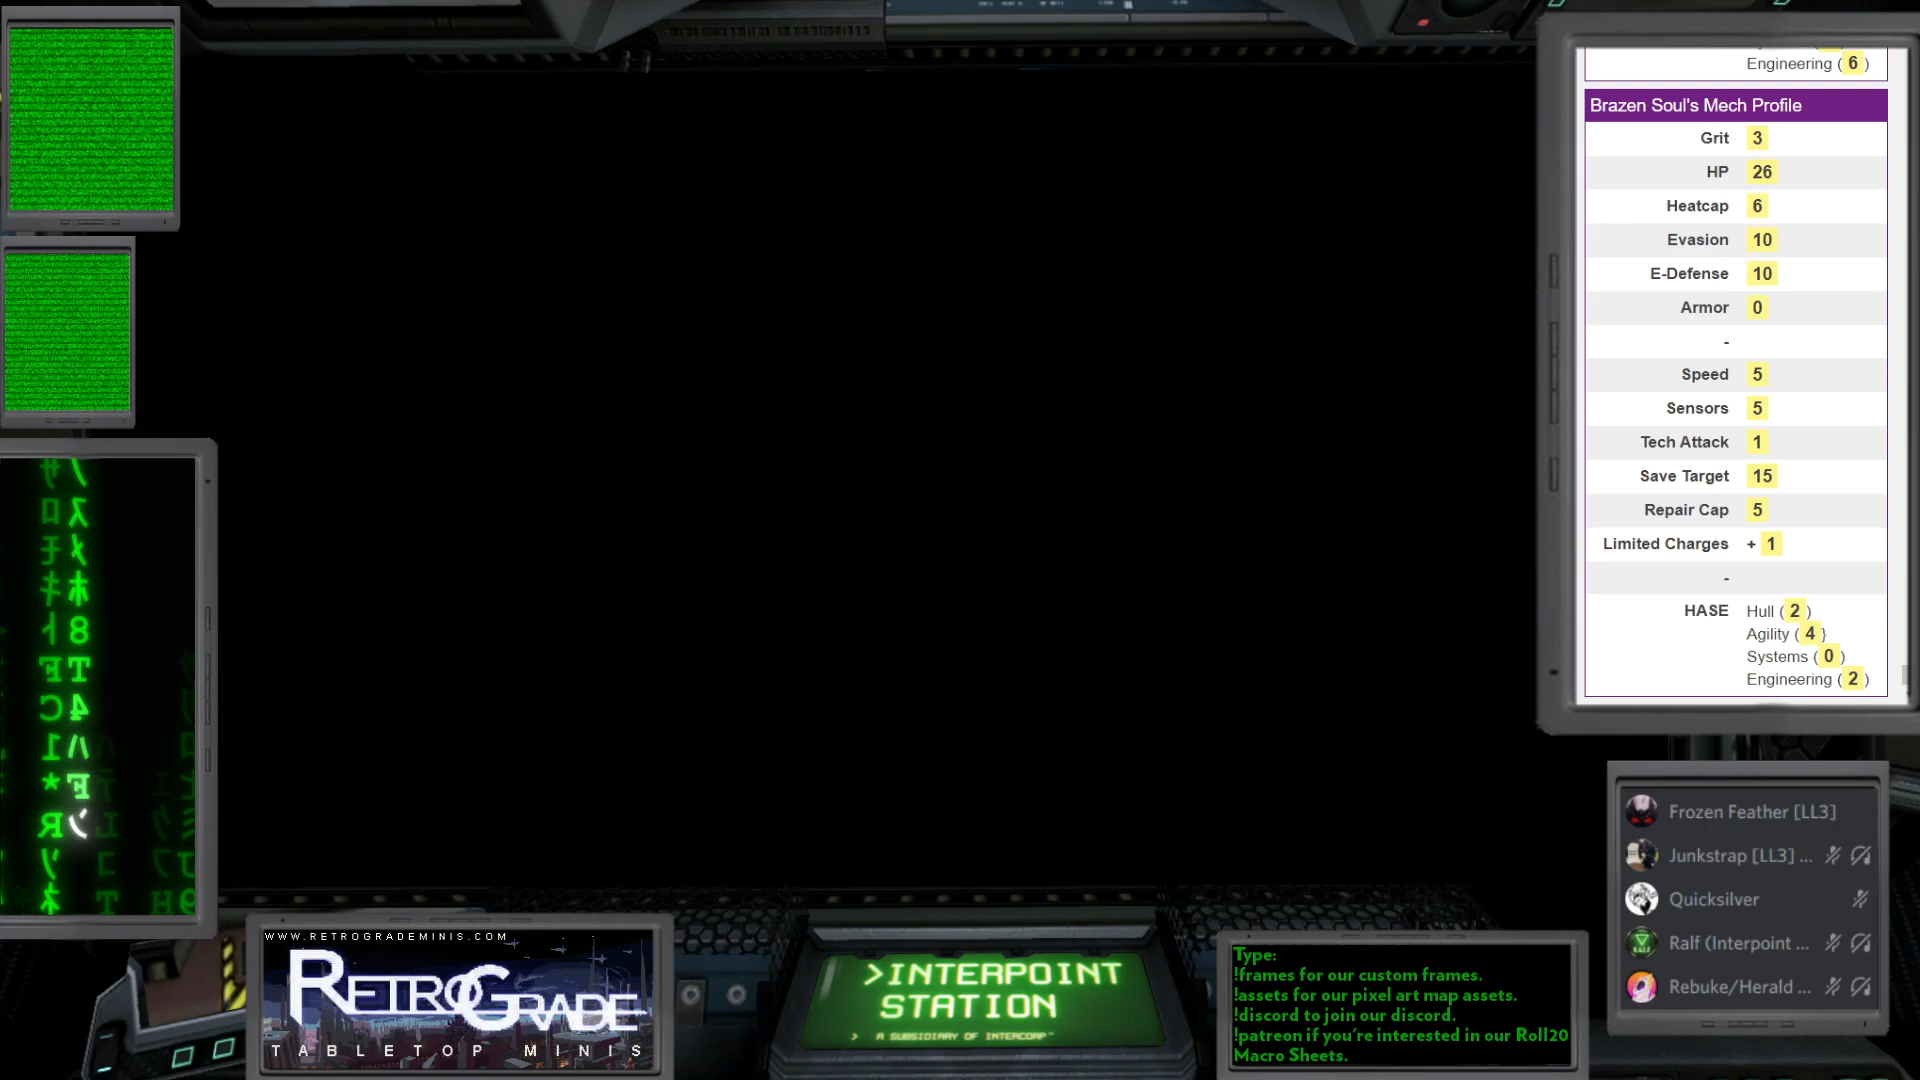 Engineering ( 6 )
Brazen Soul's Mech Profile
Grit 3
HP 26
Heatcap 6
Evasion 10
E-Defense 10
Armor 0
-
Speed 5
Sensors 5
Tech Attack 1
Save Target 15
Repair Cap 5
Limited Charges + 1
-
HASE Hull ( 2 )
Agility ( 4 }
Systems ( 0 )
Engineering ( 2 )
Frozen Feather [LL3]
Junkstrap [LL3] ...
Quicksilver
Ralf (Interpoint ...
Rebuke/Herald ...
WWW.RETROGRADEMINIS.COM
RETROGRADE
TABLETOP MINIS
>INTERPOINT
STATION
> A SUBSIDIARY OF INTERCORP™
Type:
!frames for our custom frames.
!assets for our pixel art map assets.
!discord to join our discord.
!patreon if you're interested in our Roll20
Macro Sheets.